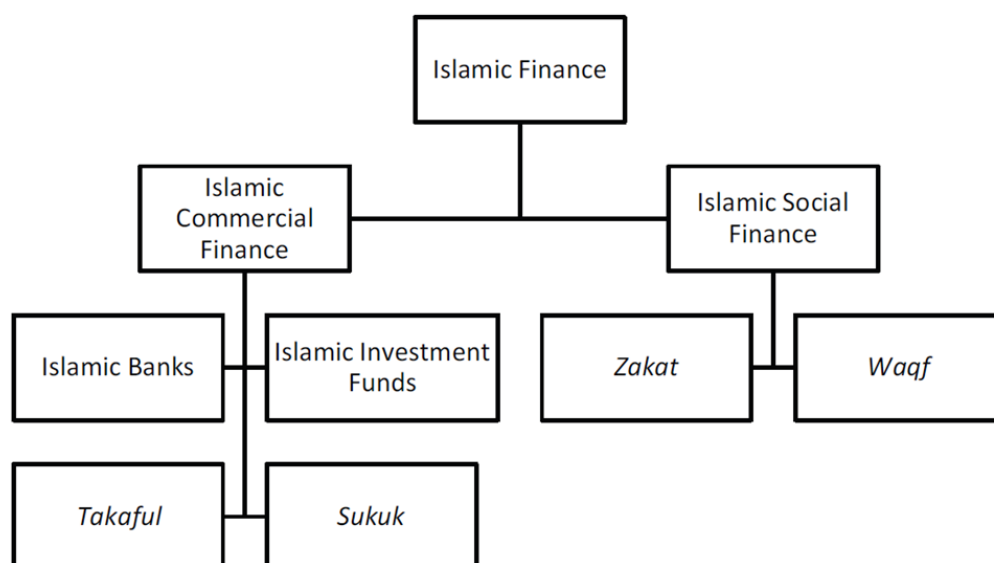 Islamic Finance
Islamic
Commercial
Finance
Islamic Social
Finance
Islamic Banks
Islamic Investment
Funds
Zakat
Waqf
Takaful
Sukuk